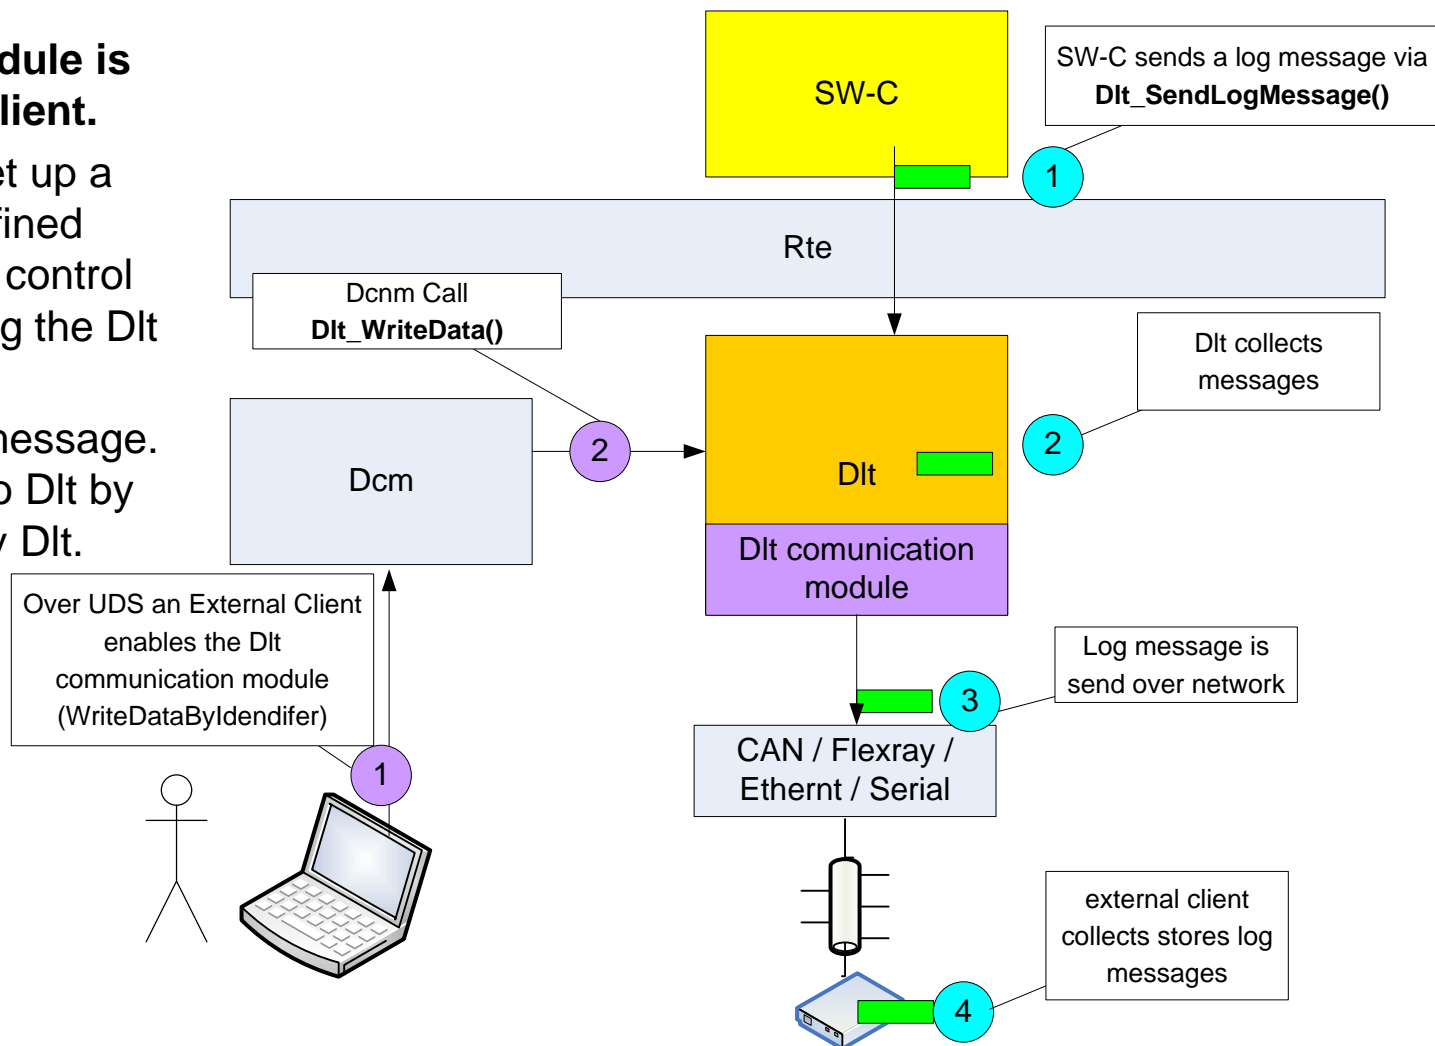 dule is
lient.
et up a
fined
control
g the Dlt
nessage.
o Dlt by
y Dlt.
SW-C
SW-C sends a log message via
Dlt_SendLogMessage()
1
Rte
Dcnm Call
Dlt_WriteData()
Dlt collects
messages
2
2
Dcm
Dlt
Dlt comunication
module
Over UDS an External Client
enables the Dlt
communication module
(WriteDataByIdendifer)
1
Log message is
send over network
3
CAN / Flexray /
Ethernt / Serial
external client
collects stores log
messages
4